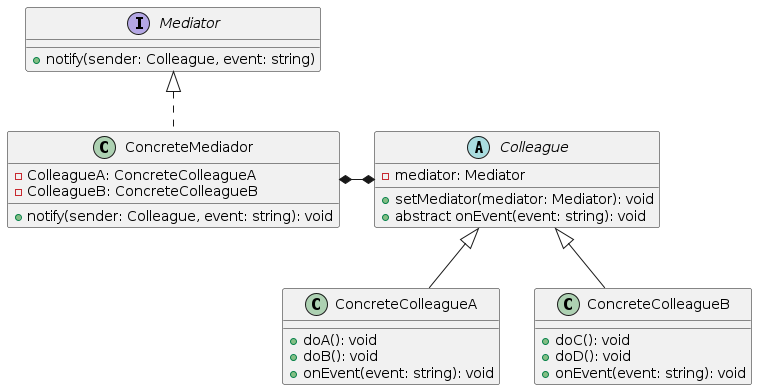 I Mediator
notify(sender: Colleague, event: string)
C ConcreteMediador
ColleagueA: ConcreteColleagueA
ColleagueB: ConcreteColleagueB
notify(sender: Colleague, event: string): void
A Colleague
mediator: Mediator
setMediator(mediator: Mediator): void
abstract onEvent(event: string): void
C ConcreteColleagueA
doA(): void
doB(): void
onEvent(event: string): void
C ConcreteColleagueB
doC(): void
doD(): void
onEvent(event: string): void